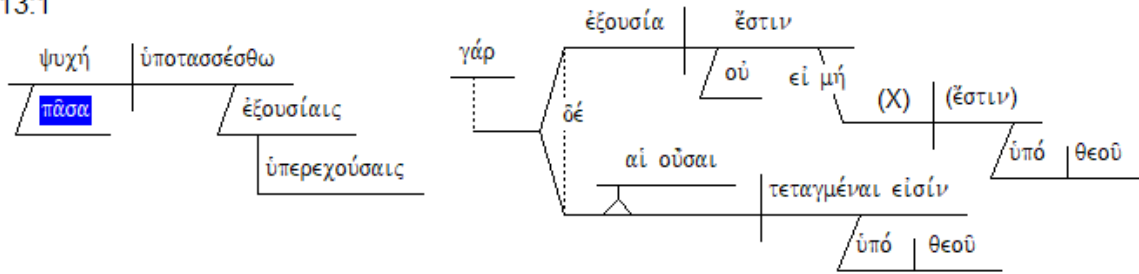 13:1
ψυχή ὑποτασσέσθω
πᾶσα ἐξουσίαις
ὑπερεχούσαις
γάρ
ἐξουσία ἔστιν
οὐ εἰ μή
(X) (ἔστιν)
ὑπό θεοῦ
δέ
αἱ οὖσαι
τεταγμέναι εἰσίν
ὑπό θεοῦ